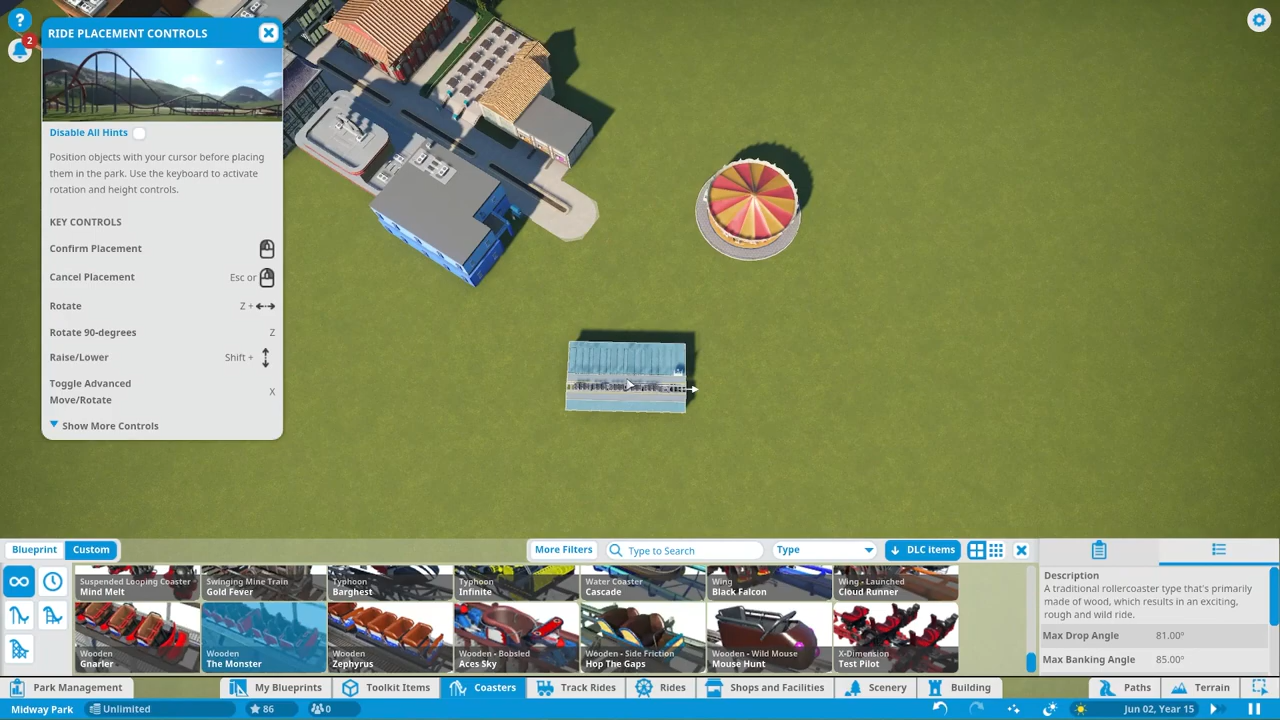 ?
2
RIDE PLACEMENT CONTROLS
Disable All Hints
Position objects with your cursor before placing
them in the park. Use the keyboard to activate
rotation and height controls.
KEY CONTROLS
Confirm Placement
Cancel Placement Esc or
Rotate Z +
Rotate 90-degrees Z
Raise/Lower Shift +
Toggle Advanced
Move/Rotate X
Show More Controls
Blueprint Custom More Filters Type to Search Type DLC Items
Suspended Looping Coaster Swinging Mine Train Typhoon Typhoon Water Coaster Wing Wing - Launched
Mind Melt Gold Fever Barghest Infinite Cascade Black Falcon Cloud Runner
Wooden Wooden Wooden Wooden - Bobsled Wooden - Side Friction Wooden - Wild Mouse X-Dimension
Gnarler The Monster Zephyrus Aces Sky Hop The Gaps Mouse Hunt Test Pilot
Description
A traditional rollercoaster type that's primarily
made of wood, which results in an exciting,
rough and wild ride.
Max Drop Angle 81.00º
Max Banking Angle 85.00º
Park Management My Blueprints Toolkit Items Coasters Track Rides Rides Shops and Facilities Scenery Building Paths Terrain
Midway Park Unlimited 86 0 Jun 02, Year 15